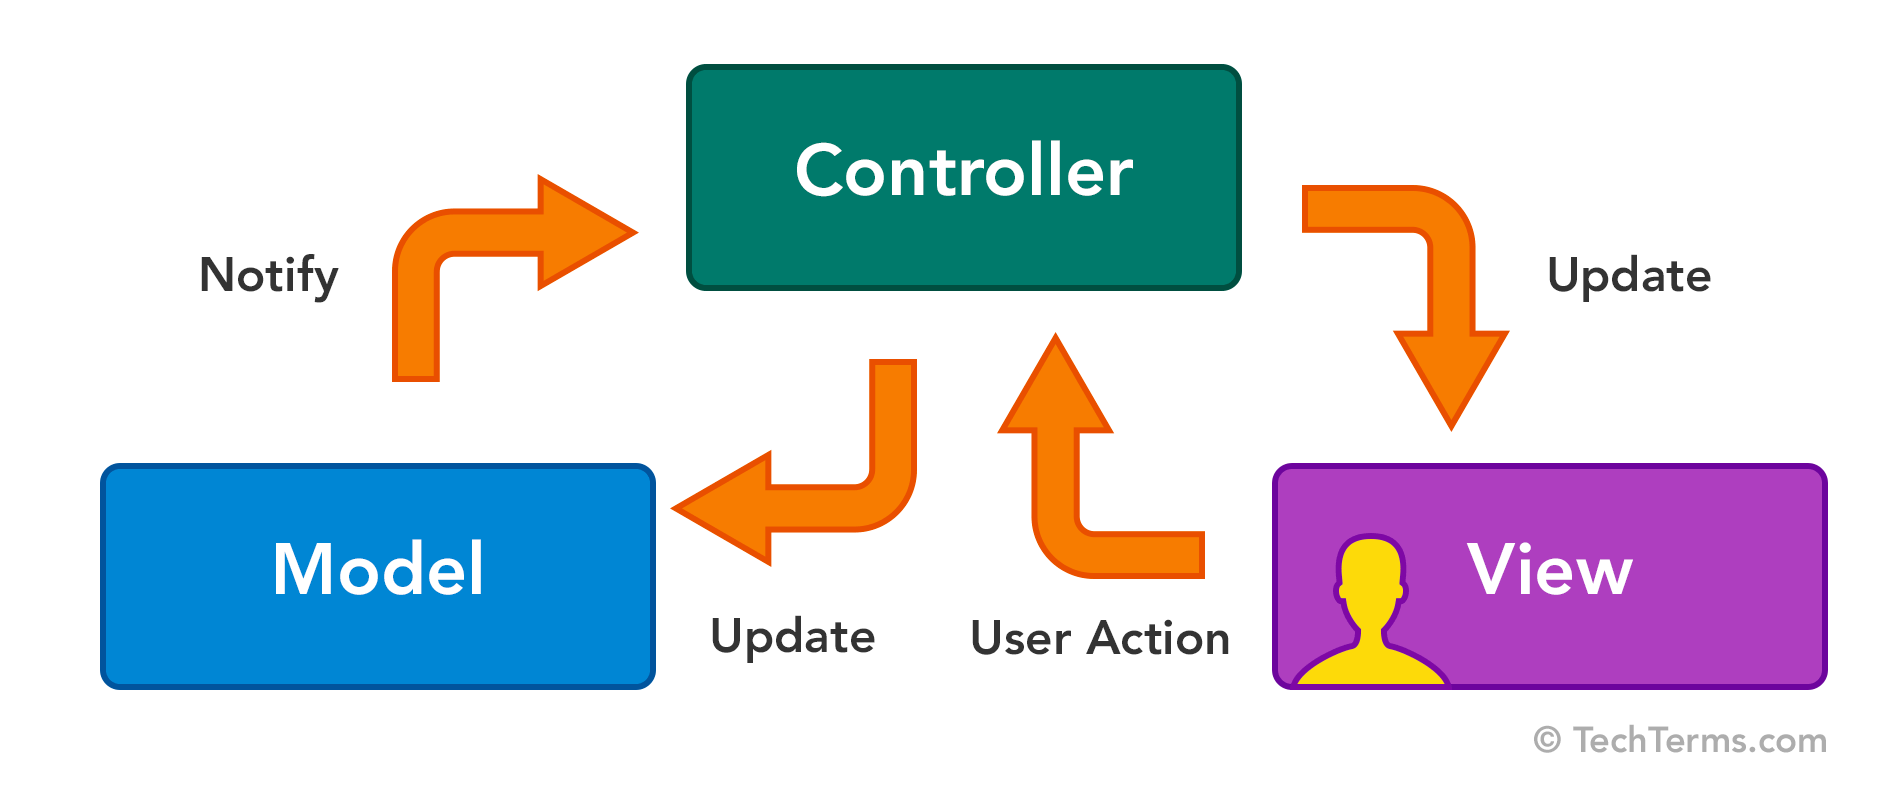 Controller
Notify
Update
Model
View
Update
User Action
© TechTerms.com